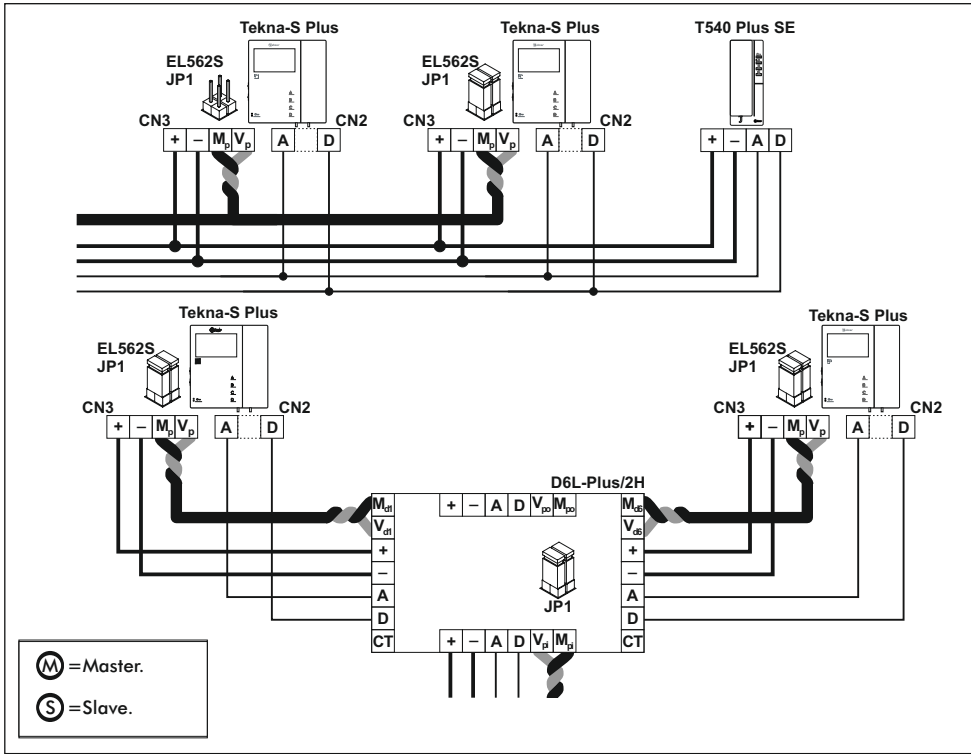 Tekna-S Plus Tekna-S Plus T540 Plus SE
EL562S JP1 EL562S JP1
CN3 CN2 CN3 CN2
+ – Mp Vp A D + – Mp Vp A D + – A D
Tekna-S Plus Tekna-S Plus
EL562S JP1 EL562S JP1
CN3 CN2 CN3 CN2
+ – Mp Vp A D + – Mp Vp A D
D6L-Plus/2H
Md1 + – A D Vpo Mpo Md6
Vd1 Vd6
+ +
– –
A JP1 A
D D
CT + – A D Vpi Mpi CT
M =Master.
S =Slave.